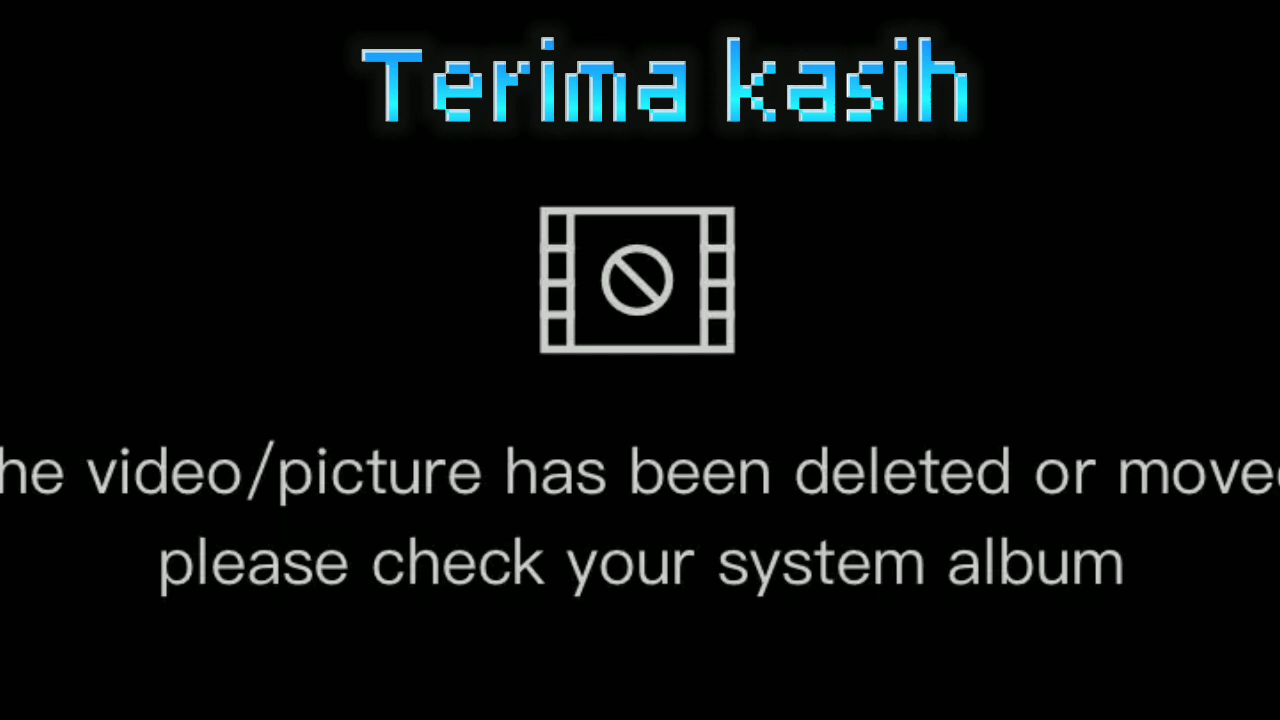 Terima kasih
he video/picture has been deleted or move
please check your system album